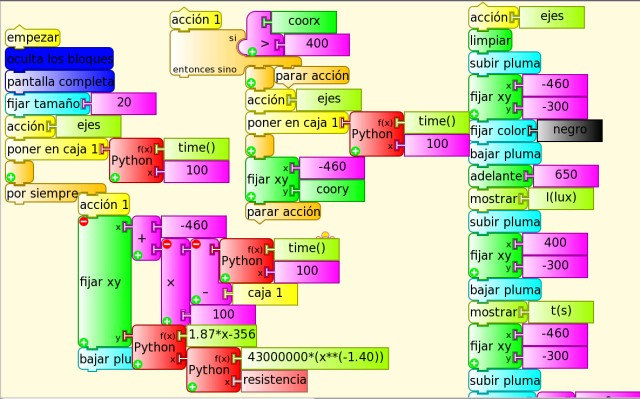 empezar
oculta los bloques
pantalla completa
fijar tamaño 20
acción ejes
poner en caja 1 Python f(x) time()
x 100
por siempre
acción 1
fijar xy x + -460
× - Python f(x) time()
x 100
caja 1
100
y Python f(x) 1.87*x-356
x Python f(x) 43000000*(x**(-1.40))
x resistencia
bajar plu
acción 1
si coorx
> 400
entonces sino
parar acción
acción ejes
poner en caja 1 Python f(x) time()
x 100
fijar xy x -460
y coory
parar acción
acción ejes
limpiar
subir pluma
fijar xy x -460
y -300
fijar color negro
bajar pluma
adelante 650
mostrar I(lux)
subir pluma
fijar xy x 400
y -300
bajar pluma
mostrar t(s)
fijar xy x -460
y -300
subir pluma